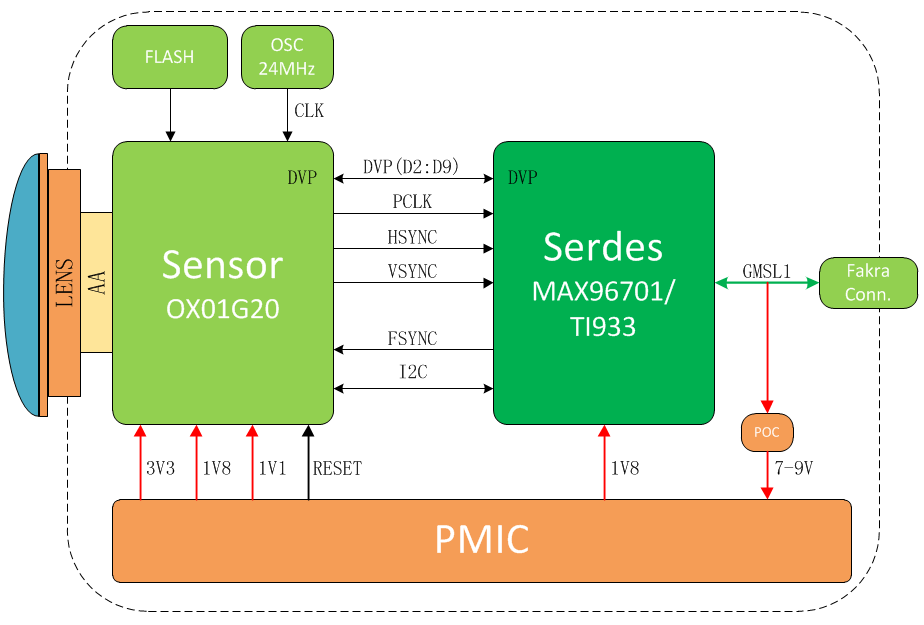 FLASH
OSC
24MHz
CLK
DVP
DVP(D2:D9)
DVP
PCLK
HSYNC
VSYNC
FSYNC
I2C
LENS
AA
Sensor
OX01G20
Serdes
MAX96701/
TI933
GMSL1
Fakra
Conn.
POC
3V3
1V8
1V1
RESET
1V8
7-9V
PMIC